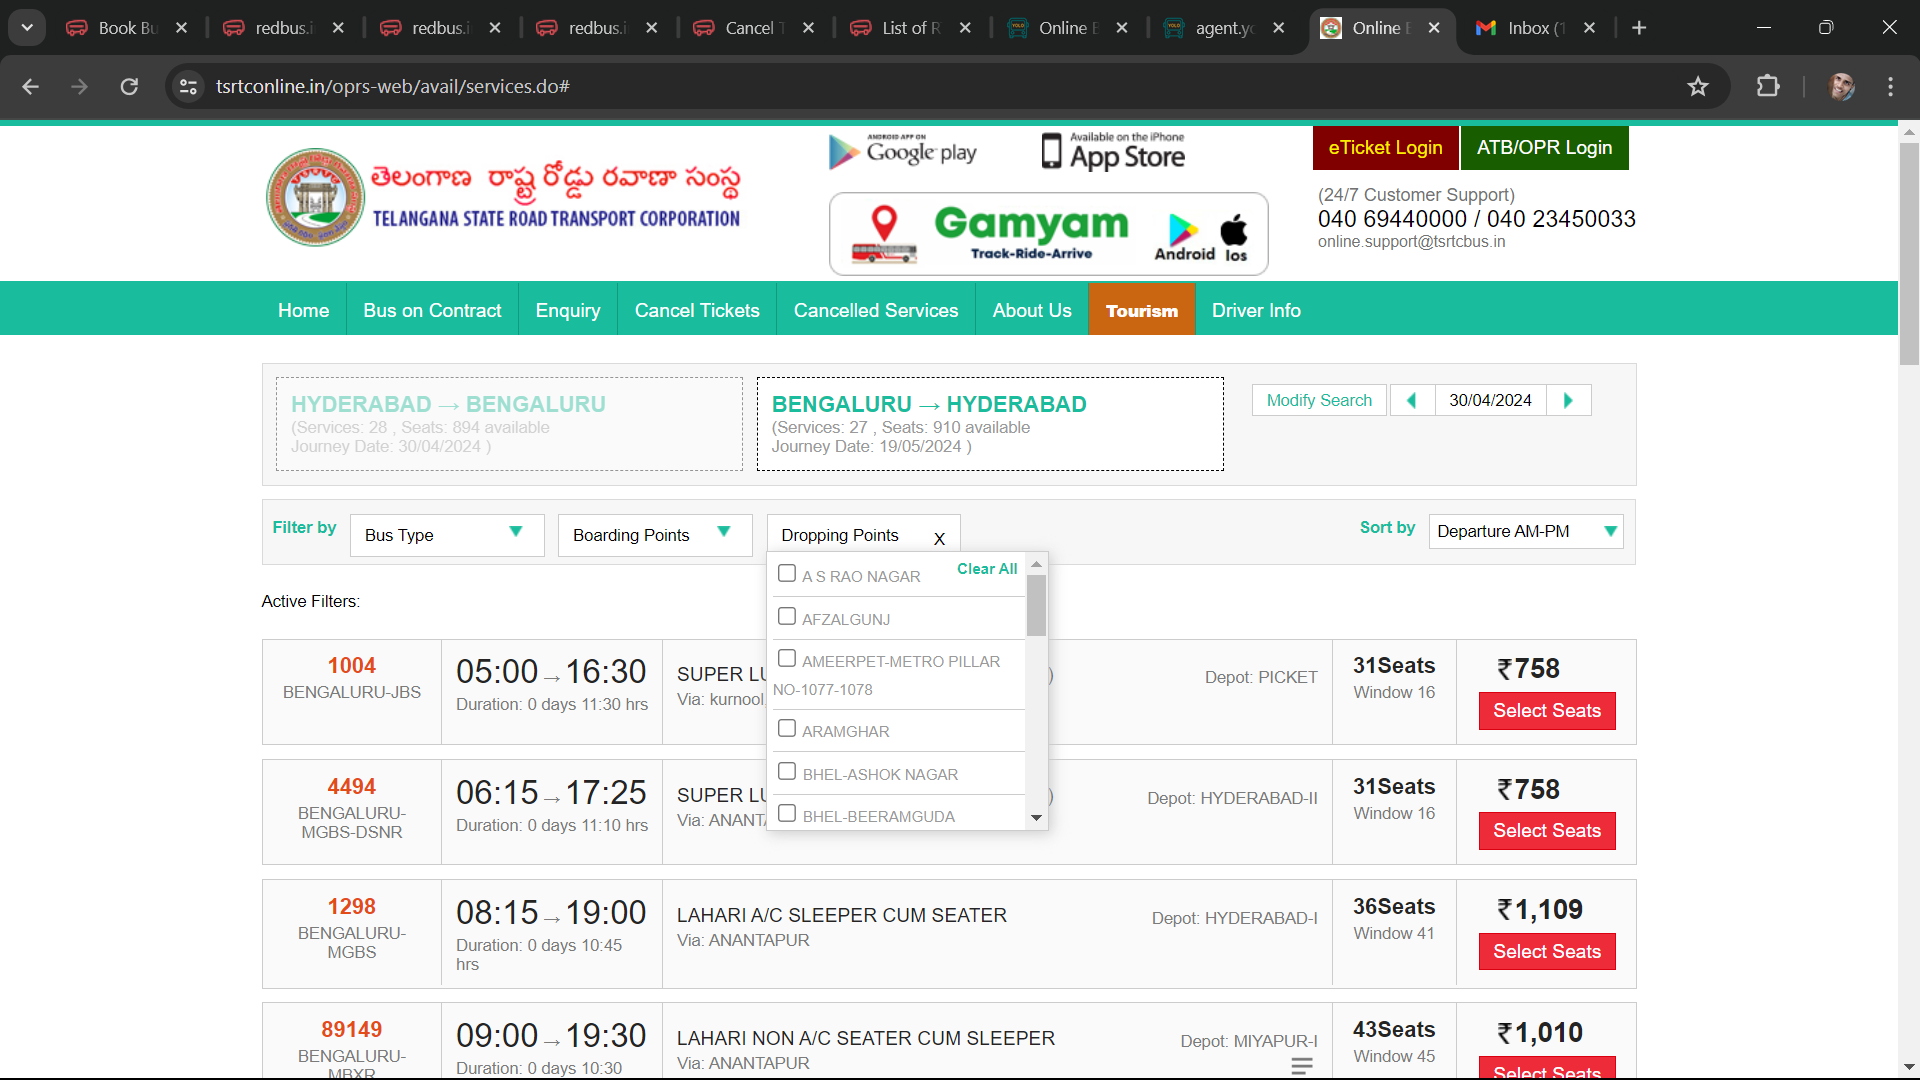 Book Bu
redbus.i
redbus.i
redbus.i
Cancel T
List of R
Online B
agent.yo
Online B
Inbox (1
tsrtconline.in/oprs-web/avail/services.do#
తెలంగాణ రాష్ట్ర రోడ్డు రవాణా సంస్థ
TELANGANA STATE ROAD TRANSPORT CORPORATION
ANDROID APP ON
Google play
Available on the iPhone
App Store
Gamyam
Track-Ride-Arrive
Android Ios
eTicket Login
ATB/OPR Login
(24/7 Customer Support)
040 69440000 / 040 23450033
online.support@tsrtcbus.in
Home Bus on Contract Enquiry Cancel Tickets Cancelled Services About Us Tourism Driver Info
HYDERABAD → BENGALURU
(Services: 28 , Seats: 894 available
Journey Date: 30/04/2024 )
BENGALURU → HYDERABAD
(Services: 27 , Seats: 910 available
Journey Date: 19/05/2024 )
Modify Search
30/04/2024
Filter by
Bus Type
Boarding Points
Dropping Points X
Sort by
Departure AM-PM
Clear All
A S RAO NAGAR
AFZALGUNJ
AMEERPET-METRO PILLAR
NO-1077-1078
ARAMGHAR
BHEL-ASHOK NAGAR
BHEL-BEERAMGUDA
Active Filters:
1004
BENGALURU-JBS
05:00→16:30
Duration: 0 days 11:30 hrs
SUPER LU )
Via: kurnool,
Depot: PICKET
31Seats
Window 16
₹758
Select Seats
4494
BENGALURU-
MGBS-DSNR
06:15→17:25
Duration: 0 days 11:10 hrs
SUPER LU )
Via: ANANTA
Depot: HYDERABAD-II
31Seats
Window 16
₹758
Select Seats
1298
BENGALURU-
MGBS
08:15→19:00
Duration: 0 days 10:45
hrs
LAHARI A/C SLEEPER CUM SEATER
Via: ANANTAPUR
Depot: HYDERABAD-I
36Seats
Window 41
₹1,109
Select Seats
89149
BENGALURU-
MBXR
09:00→19:30
Duration: 0 days 10:30
LAHARI NON A/C SEATER CUM SLEEPER
Via: ANANTAPUR
Depot: MIYAPUR-I
43Seats
Window 45
₹1,010
Select Seats